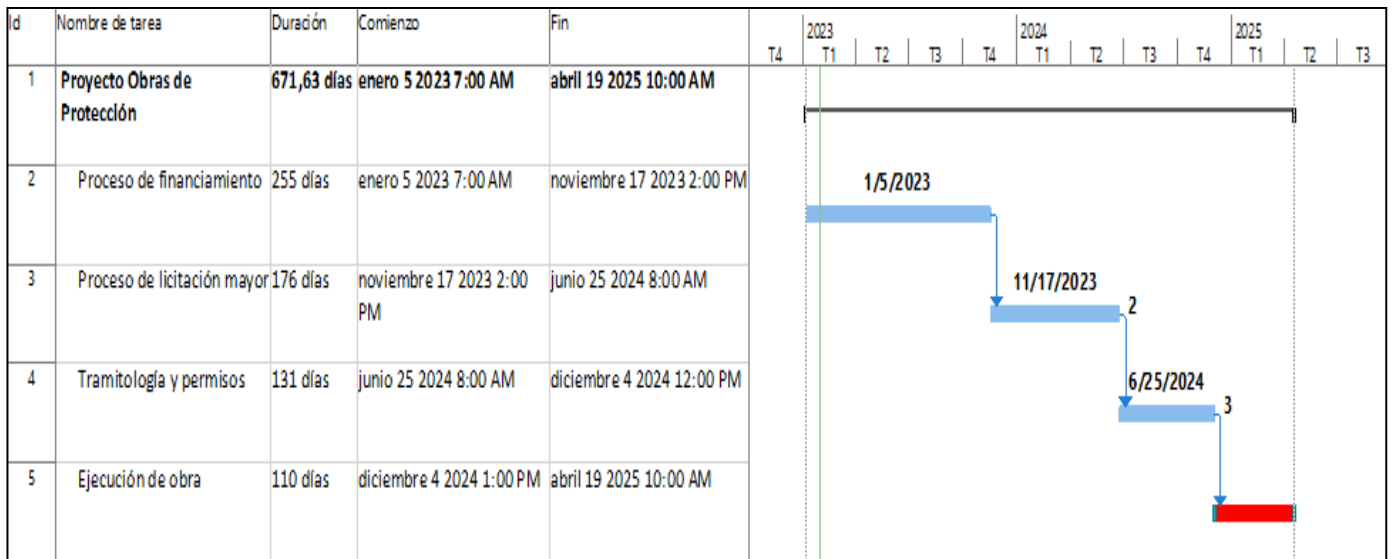 Id Nombre de tarea Duración Comienzo Fin
2023 2024 2025
T4 T1 T2 T3 T4 T1 T2 T3 T4 T1 T2 T3
1 Proyecto Obras de 671,63 días enero 5 2023 7:00 AM abril 19 2025 10:00 AM
Protección
2 Proceso de financiamiento 255 días enero 5 2023 7:00 AM noviembre 17 2023 2:00 PM
1/5/2023
3 Proceso de licitación mayor 176 días noviembre 17 2023 2:00 junio 25 2024 8:00 AM
PM
11/17/2023
2
4 Tramitología y permisos 131 días junio 25 2024 8:00 AM diciembre 4 2024 12:00 PM
6/25/2024
3
5 Ejecución de obra 110 días diciembre 4 2024 1:00 PM abril 19 2025 10:00 AM